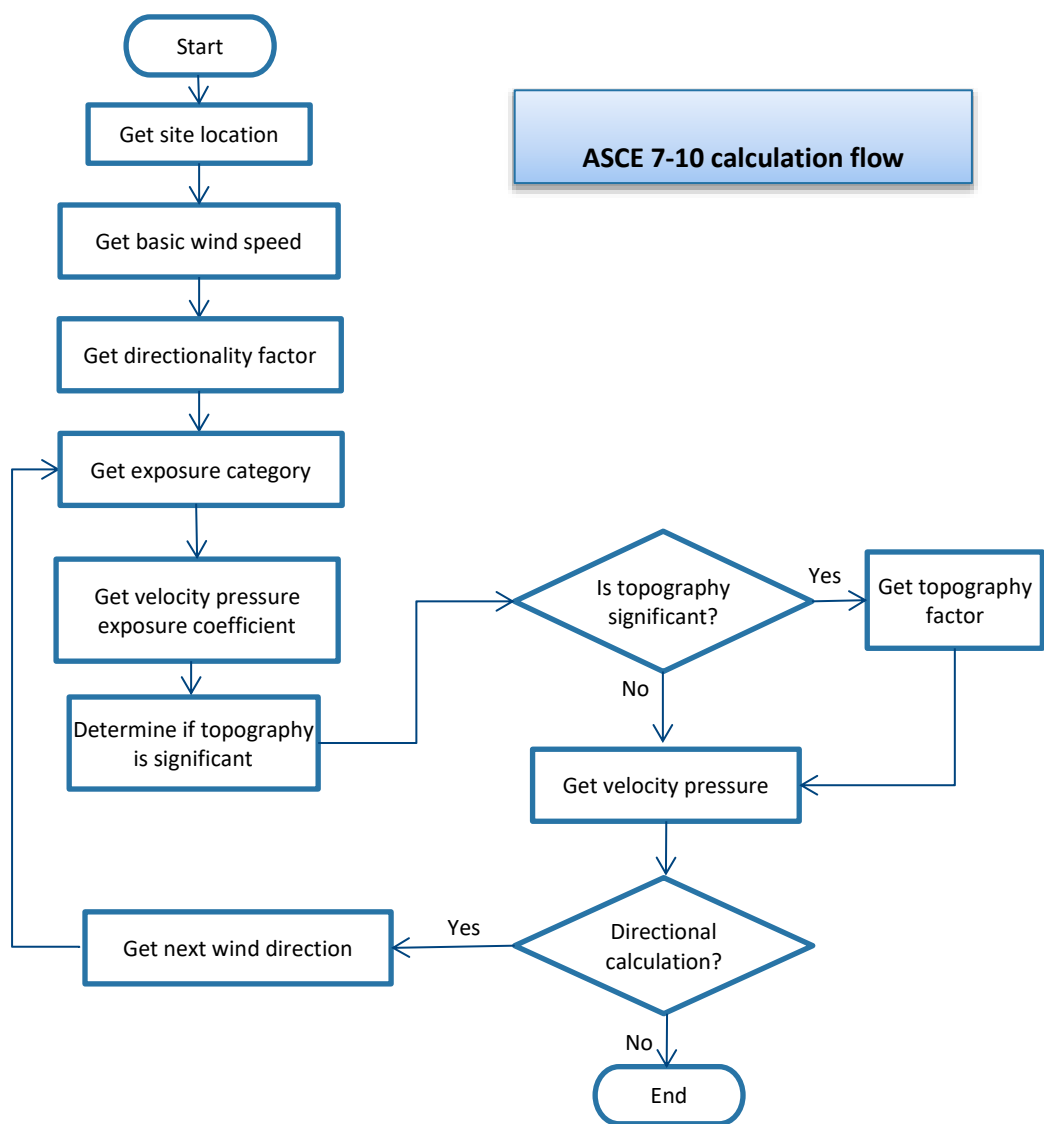 Start
ASCE 7-10 calculation flow
Get site location
Get basic wind speed
Get directionality factor
Get exposure category
Get velocity pressure
exposure coefficient
Determine if topography
is significant
Is topography
significant?
Yes
Get topography
factor
No
Get velocity pressure
Directional
calculation?
Yes
Get next wind direction
No
End